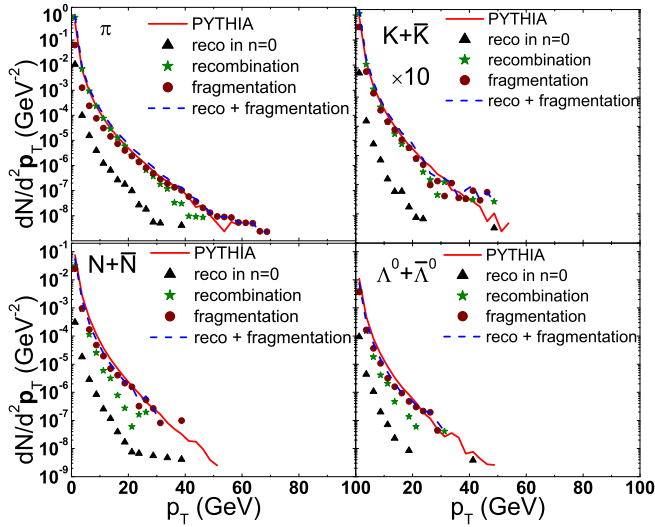 π
PYTHIA
reco in n=0
recombination
fragmentation
reco + fragmentation
K+K̅
×10
PYTHIA
reco in n=0
recombination
fragmentation
reco + fragmentation
10⁰
10⁻¹
10⁻²
10⁻³
10⁻⁴
10⁻⁵
10⁻⁶
10⁻⁷
10⁻⁸
dN/d²p_T (GeV⁻²)
N+N̅
PYTHIA
reco in n=0
recombination
fragmentation
reco + fragmentation
Λ⁰+Λ̅⁰
PYTHIA
reco in n=0
recombination
fragmentation
reco + fragmentation
10⁻¹
10⁻²
10⁻³
10⁻⁴
10⁻⁵
10⁻⁶
10⁻⁷
10⁻⁸
10⁻⁹
dN/d²p_T (GeV⁻²)
0 20 40 60 80 100 20 40 60 80 100
p_T (GeV) p_T (GeV)